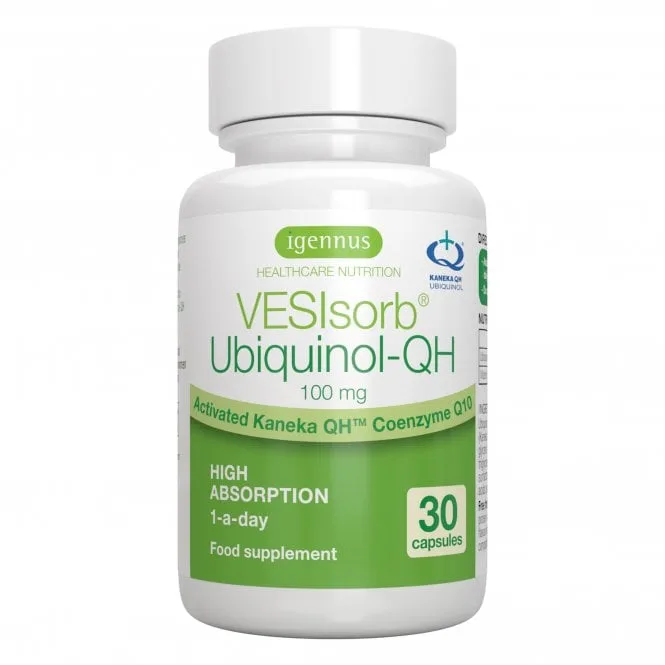 igennus
HEALTHCARE NUTRITION
KANEKA QH
UBIQUINOL
VESIsorb®
Ubiquinol-QH
100 mg
Activated Kaneka QH™ Coenzyme Q10
HIGH
ABSORPTION
1-a-day
Food supplement
30
capsules